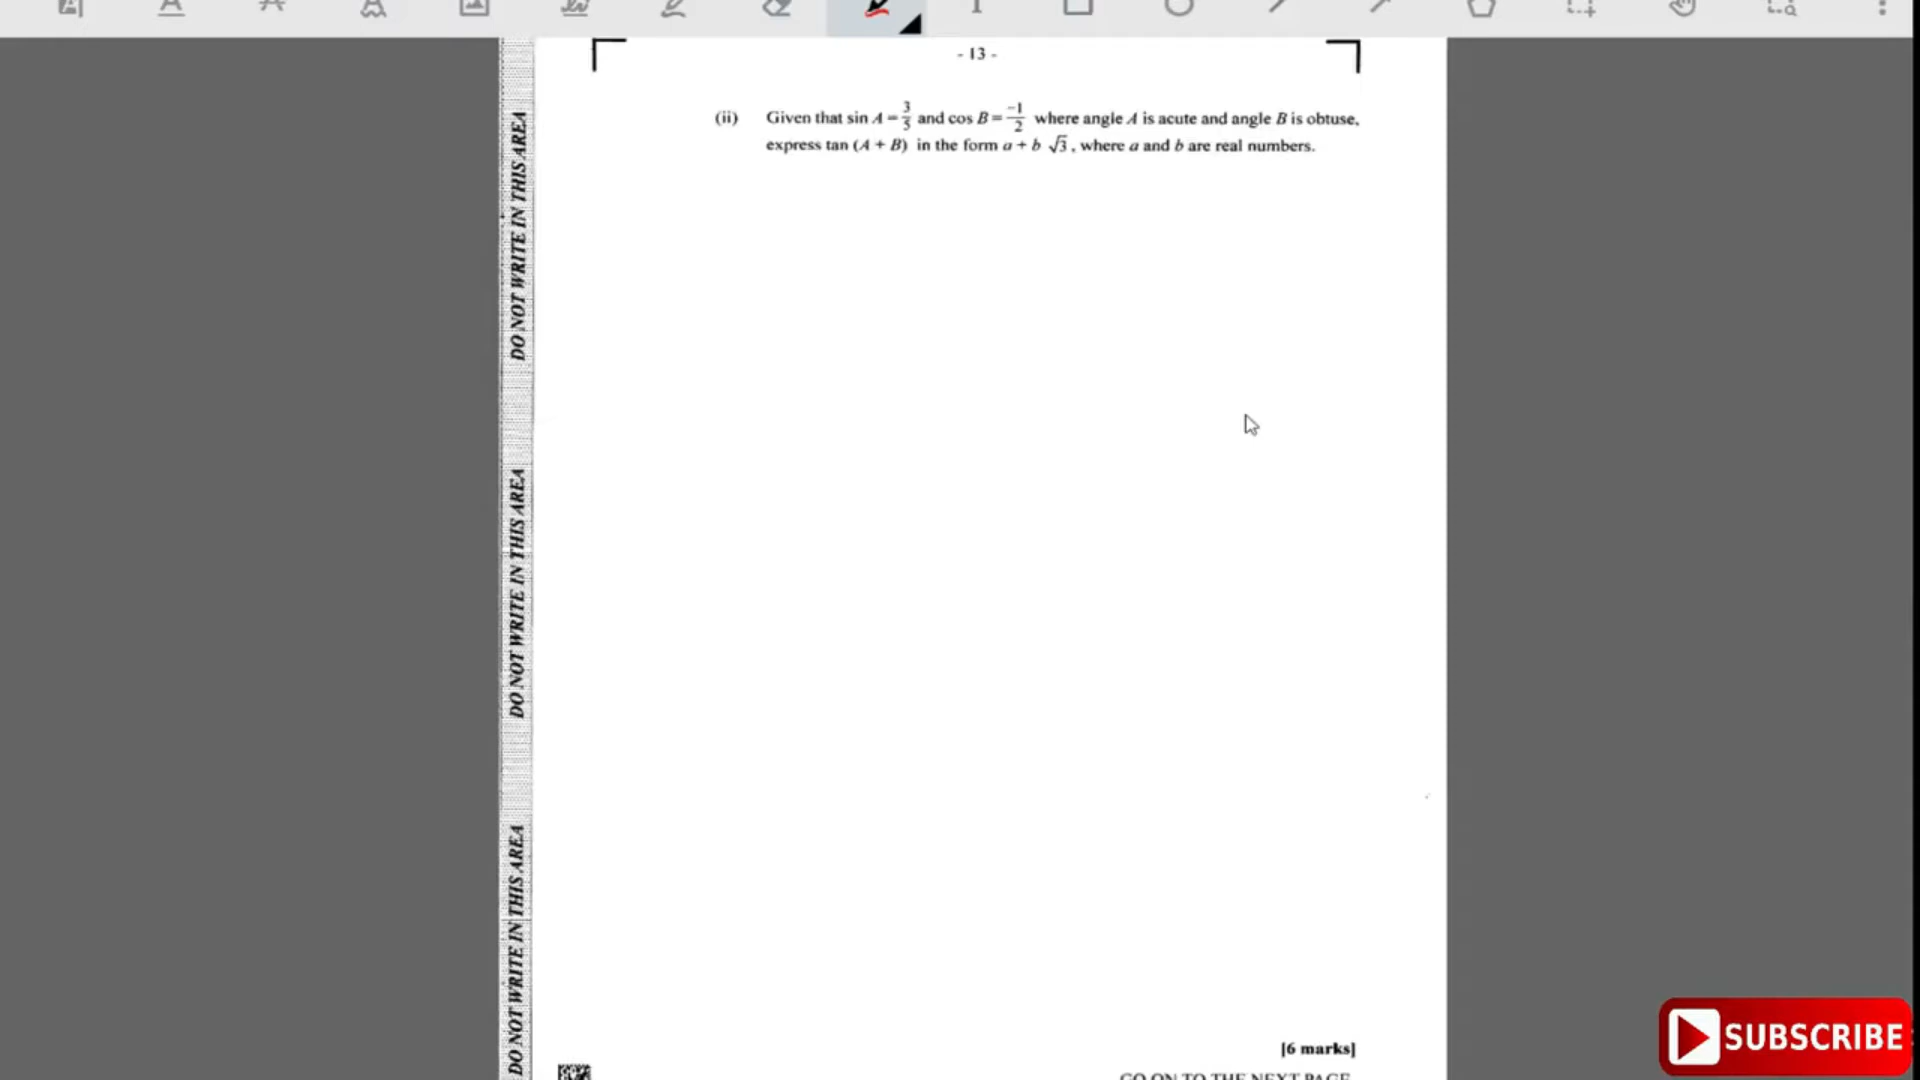 - 13 -
(ii) Given that sin A = 3/5 and cos B = -1/2 where angle A is acute and angle B is obtuse,
express tan (A + B) in the form a + b √3, where a and b are real numbers.
DO NOT WRITE IN THIS AREA
DO NOT WRITE IN THIS AREA
DO NOT WRITE IN THIS AREA
[6 marks]
GO ON TO THE NEXT PAGE
SUBSCRIBE